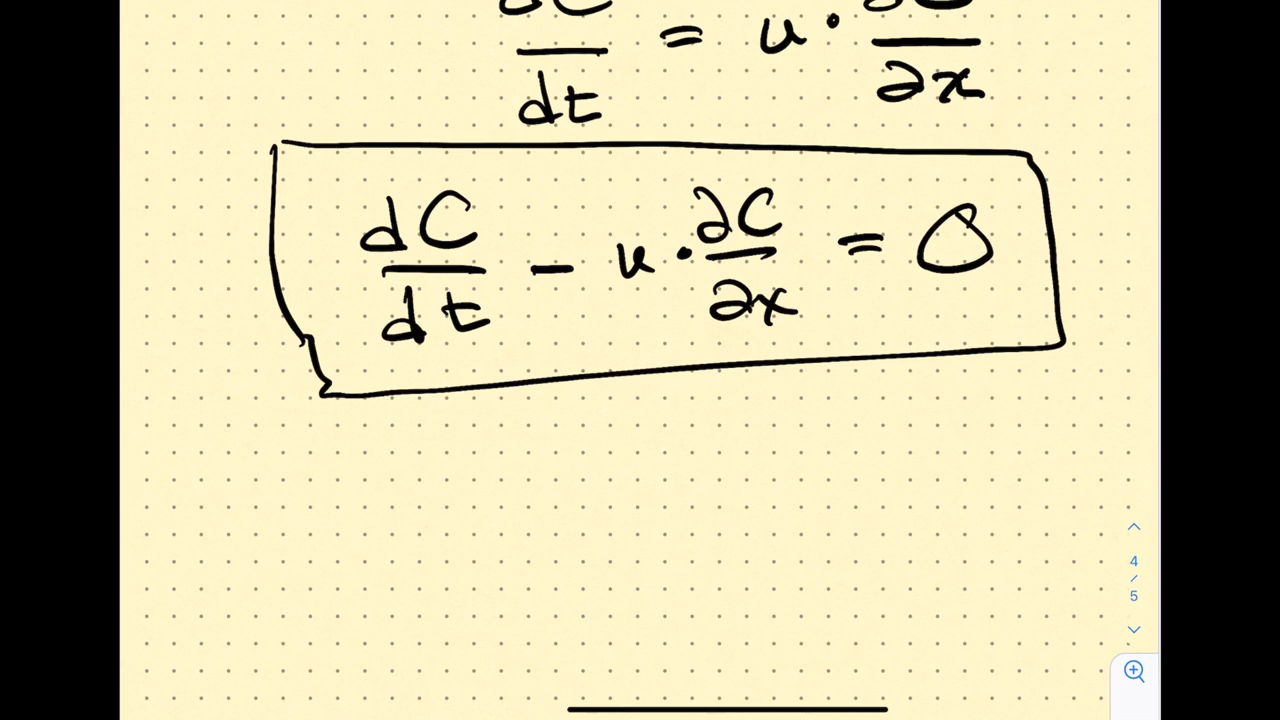 dC/dt = u · ∂C/∂x
dC/dt - u · ∂C/∂x = 0
4
/
5